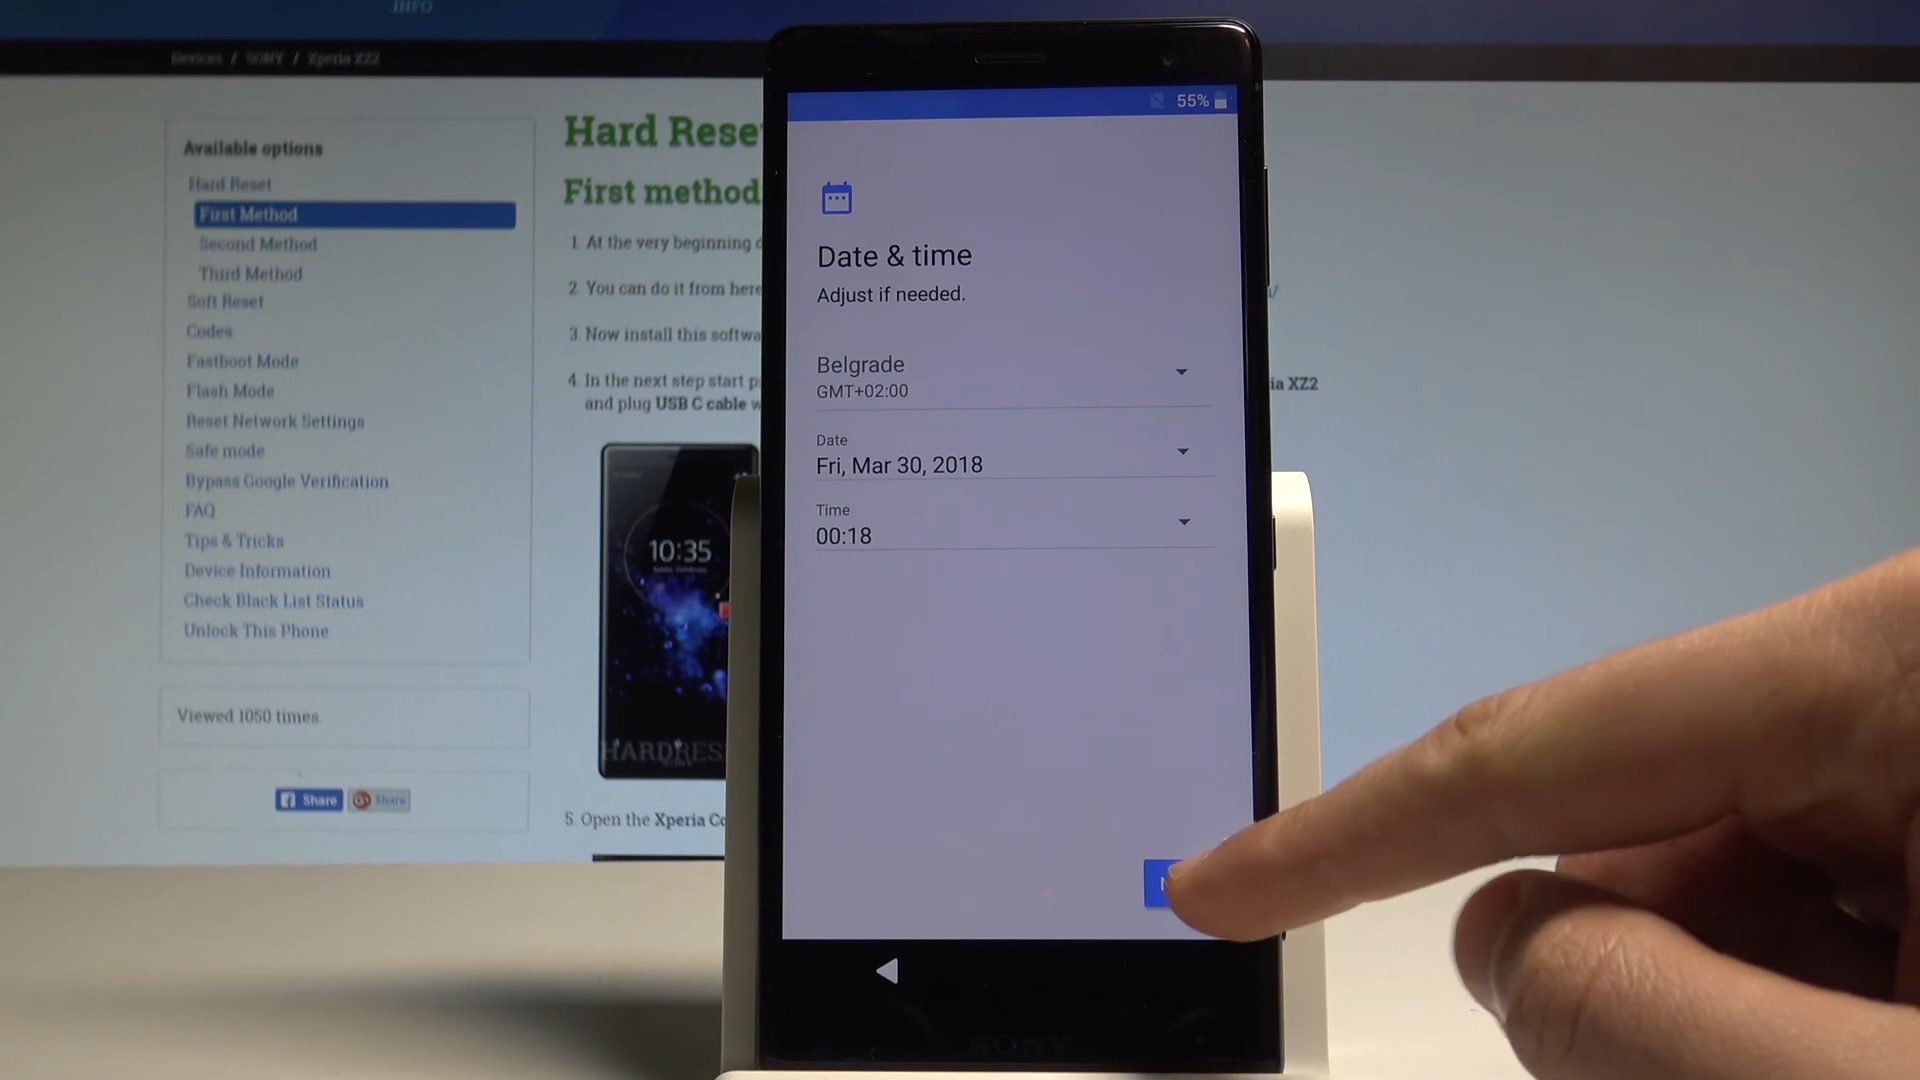 .INFO
Devices / SONY / Xperia XZ2
Available options
Hard Reset
First Method
Second Method
Third Method
Soft Reset
Codes
Fastboot Mode
Flash Mode
Reset Network Settings
Safe mode
Bypass Google Verification
FAQ
Tips & Tricks
Device Information
Check Black List Status
Unlock This Phone
Viewed 1050 times.
Share
Share
Hard Rese
First method
1. At the very beginning
2. You can do it from here
3. Now install this softwa
4. In the next step start p
ia XZ2
and plug USB C cable w
10:35
HARDRES
5. Open the Xperia Co
55%
Date & time
Adjust if needed.
Belgrade
GMT+02:00
Date
Fri, Mar 30, 2018
Time
00:18
N
SONY